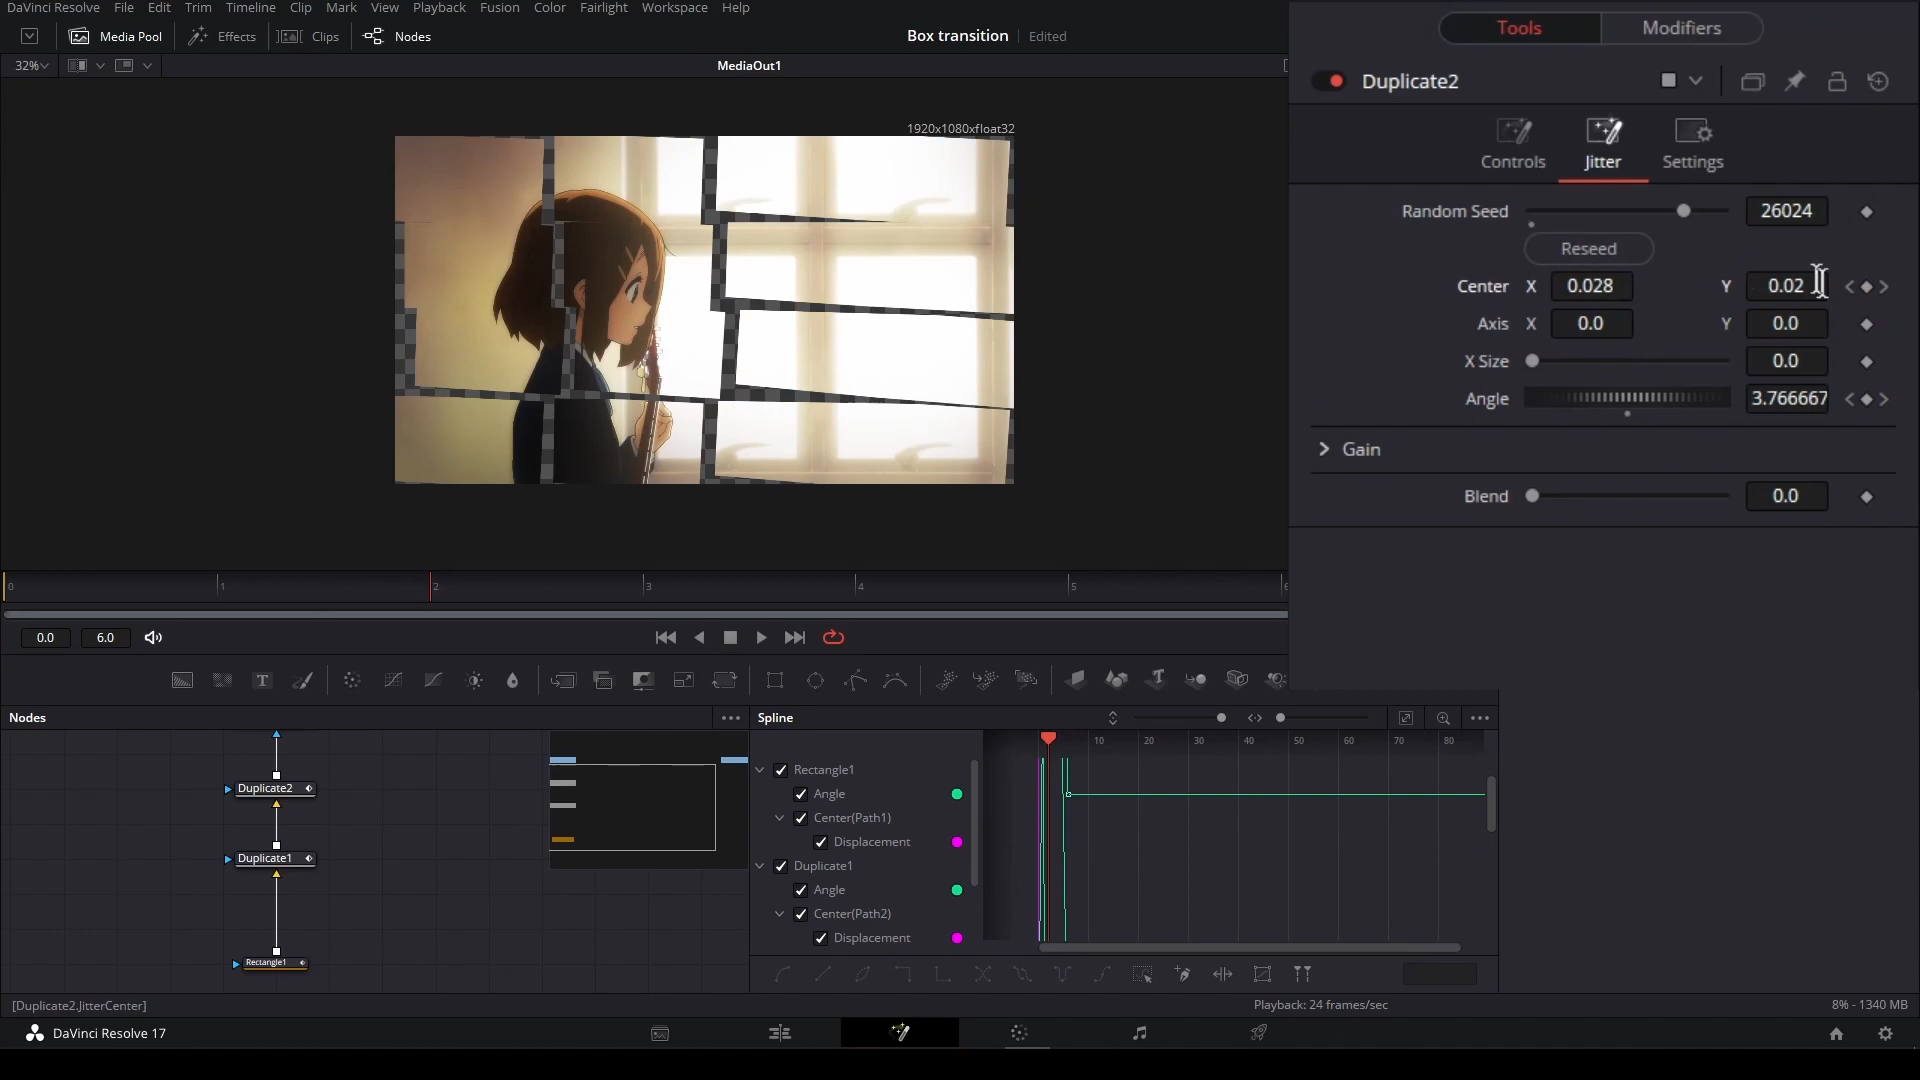 DaVinci Resolve File Edit Trim Timeline Clip Mark View Playback Fusion Color Fairlight Workspace Help
Media Pool Effects Clips Nodes Box transition Edited
32% MediaOut1
1920x1080xfloat32
Tools Modifiers
Duplicate2
Controls Jitter Settings
Random Seed 26024
Reseed
Center X 0.028 Y 0.02
Axis X 0.0 Y 0.0
X Size 0.0
Angle 3.766667
Gain
Blend 0.0
0 1 2 3 4 5 6
0.0 6.0
Nodes
Duplicate2
Duplicate1
Rectangle1
Spline
10 20 30 40 50 60 70 80
Rectangle1
Angle
Center(Path1)
Displacement
Duplicate1
Angle
Center(Path2)
Displacement
[Duplicate2.JitterCenter] Playback: 24 frames/sec 8% - 1340 MB
DaVinci Resolve 17